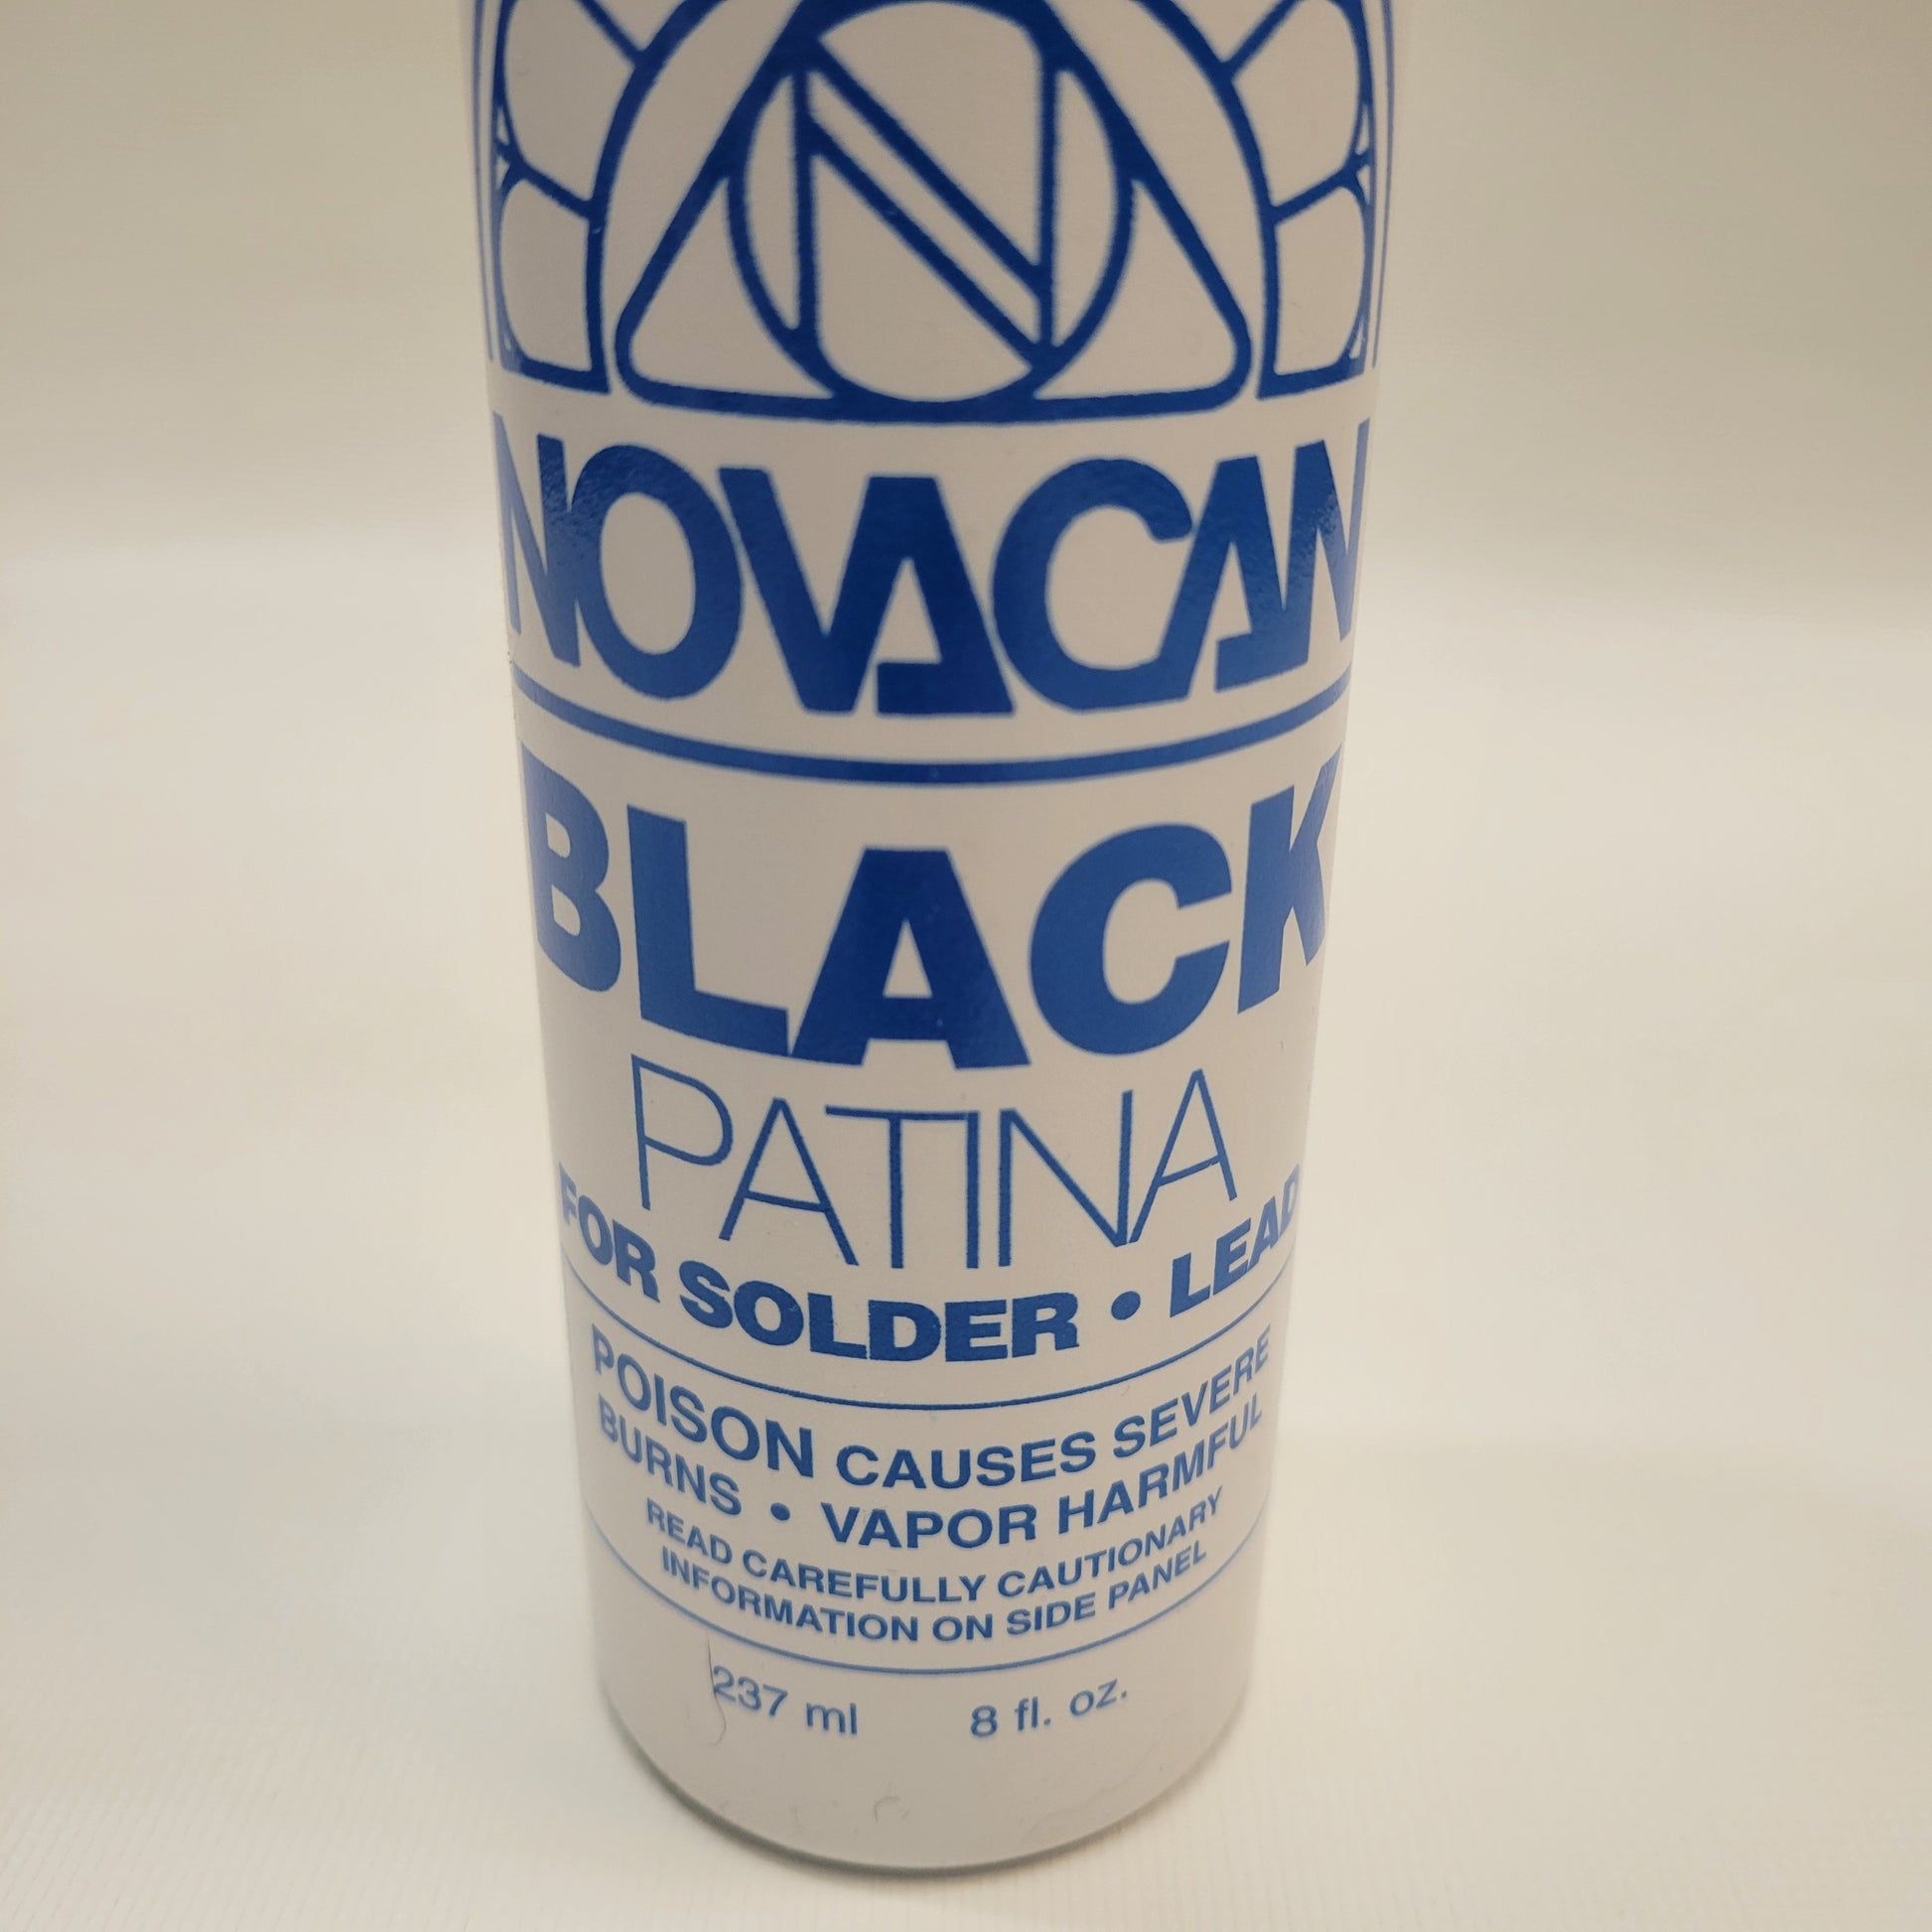 N
NOVACAN
BLACK
PATINA
FOR SOLDER • LEAD
POISON CAUSES SEVERE
BURNS • VAPOR HARMFUL
READ CAREFULLY CAUTIONARY
INFORMATION ON SIDE PANEL
237 ml 8 fl. oz.